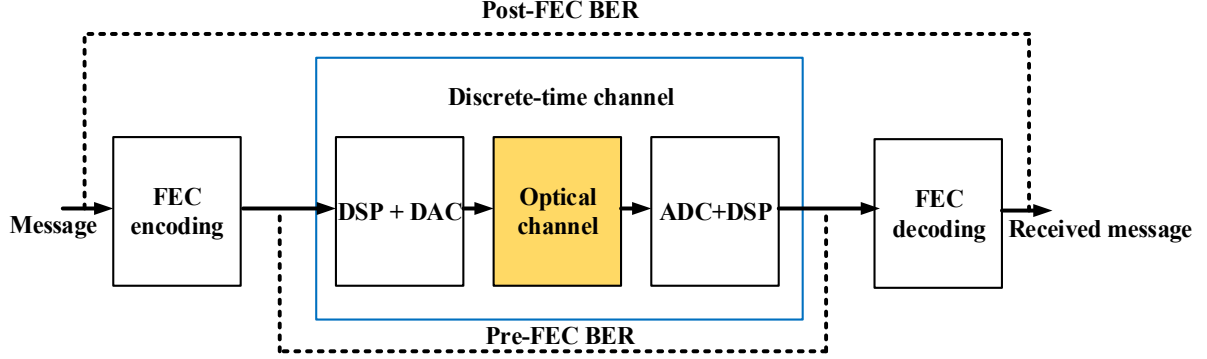 Post-FEC BER
Discrete-time channel
Message
FEC
encoding
DSP + DAC
Optical
channel
ADC+DSP
FEC
decoding
Received message
Pre-FEC BER